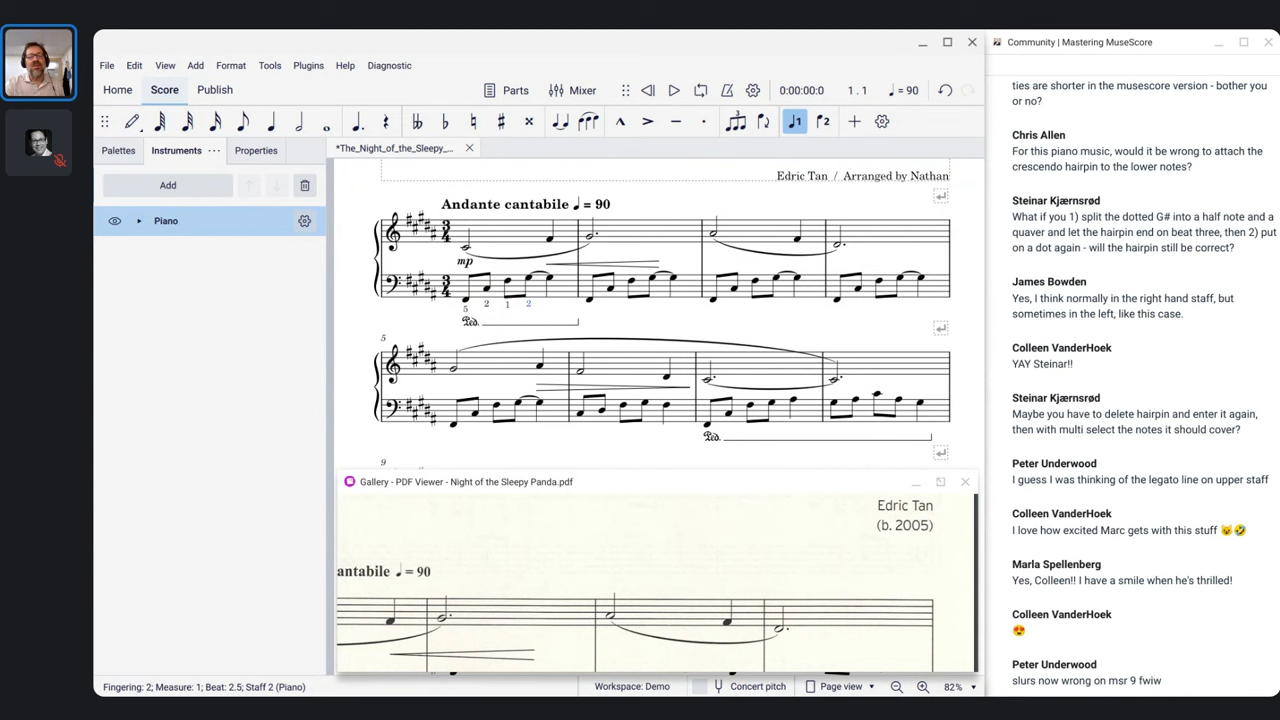 Community | Mastering MuseScore
File Edit View Add Format Tools Plugins Help Diagnostic
Home Score Publish Parts Mixer 0:00:00:0 1 . 1 = 90
Palettes Instruments Properties *The_Night_of_the_Sleepy_...
Add
Piano
Edric Tan / Arranged by Nathan
Andante cantabile = 90
mp
5 2 1 2
Ped.
5
Ped.
9
Gallery - PDF Viewer - Night of the Sleepy Panda.pdf
Edric Tan
(b. 2005)
antabile = 90
Fingering: 2; Measure: 1; Beat: 2.5; Staff 2 (Piano) Workspace: Demo Concert pitch Page view 82%
ties are shorter in the musescore version - bother you
or no?
Chris Allen
For this piano music, would it be wrong to attach the
crescendo hairpin to the lower notes?
Steinar Kjærnsrød
What if you 1) split the dotted G# into a half note and a
quaver and let the hairpin end on beat three, then 2) put
on a dot again - will the hairpin still be correct?
James Bowden
Yes, I think normally in the right hand staff, but
sometimes in the left, like this case.
Colleen VanderHoek
YAY Steinar!!
Steinar Kjærnsrød
Maybe you have to delete hairpin and enter it again,
then with multi select the notes it should cover?
Peter Underwood
I guess I was thinking of the legato line on upper staff
Colleen VanderHoek
I love how excited Marc gets with this stuff 😺🤣
Marla Spellenberg
Yes, Colleen!! I have a smile when he's thrilled!
Colleen VanderHoek
😍
Peter Underwood
slurs now wrong on msr 9 fwiw